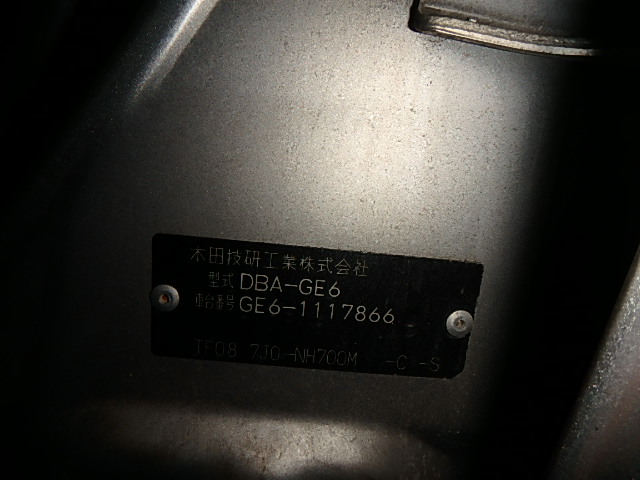 本田技研工業株式会社
型式 DBA-GE6
車台番号 GE6-1117866
TF08 7J0-NH700M -C -S